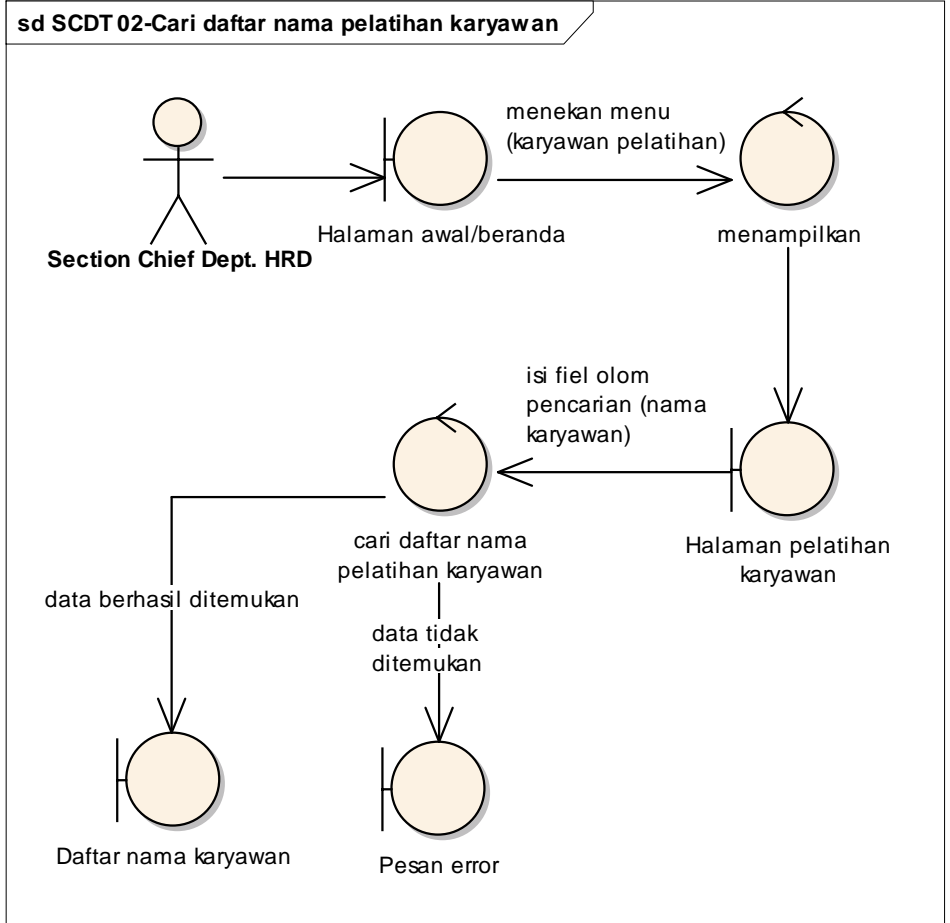 sd SCDT 02-Cari daftar nama pelatihan karyawan
menekan menu
(karyawan pelatihan)
Halaman awal/beranda
menampilkan
Section Chief Dept. HRD
isi fiel olom
pencarian (nama
karyawan)
cari daftar nama
pelatihan karyawan
Halaman pelatihan
karyawan
data berhasil ditemukan
data tidak
ditemukan
Daftar nama karyawan
Pesan error